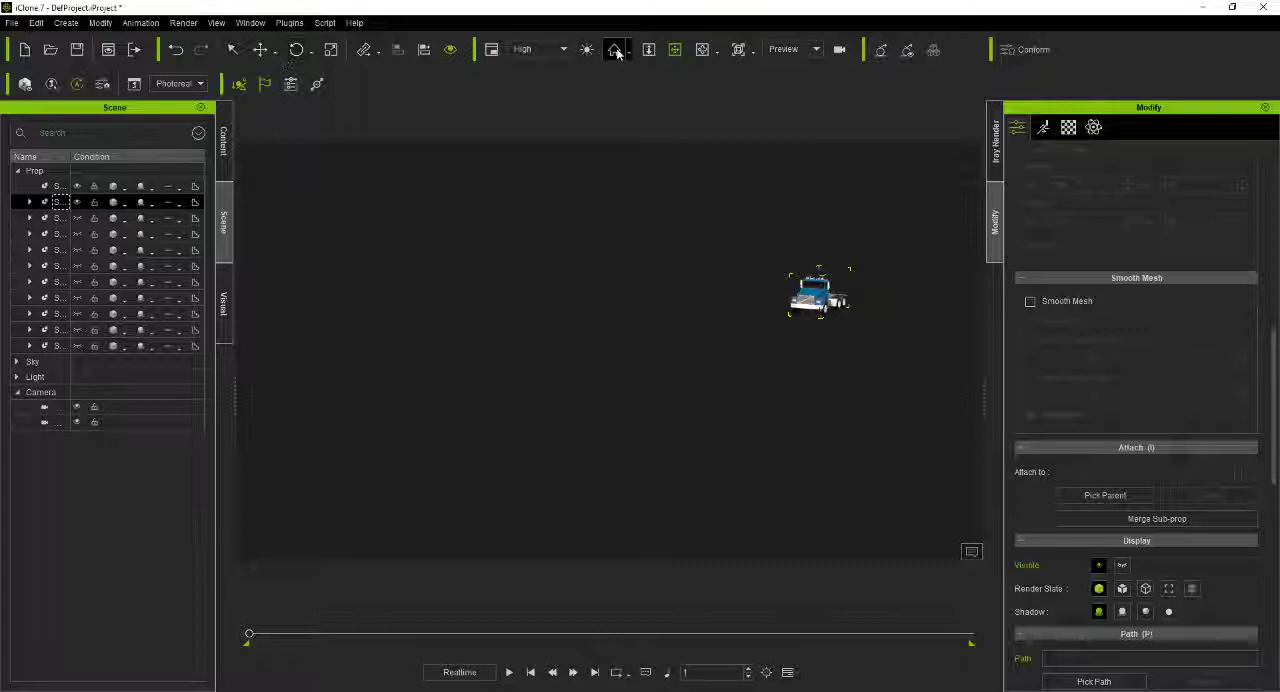 iClone 7 - DefProject.iProject *
File Edit Create Modify Animation Render View Window Plugins Script Help
High
Preview
Conform
Photoreal
Scene
Search
Name Condition
Prop
S...
S...
S...
S...
S...
S...
S...
S...
S...
S...
S...
Sky
Light
Camera
Content
Scene
Visual
Realtime
1
Iray Render
Modify
Modify
Smooth Mesh
Smooth Mesh
Attach (I)
Attach to :
Pick Parent
Merge Sub-prop
Display
Visible
Render State :
Shadow :
Path (P)
Path
Pick Path